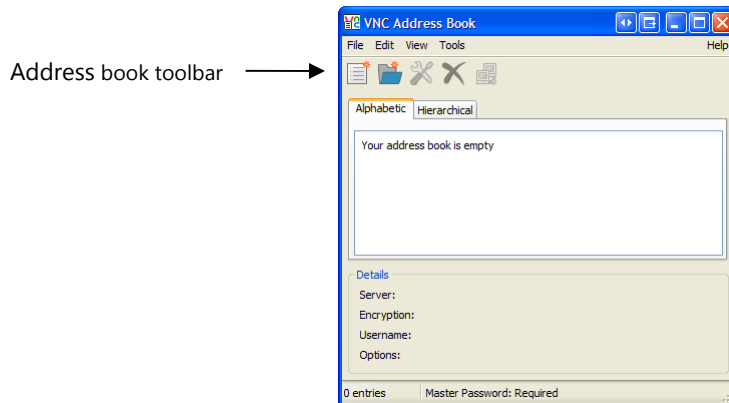 VNC Address Book
File Edit View Tools Help
Address book toolbar
Alphabetic Hierarchical
Your address book is empty
Details
Server:
Encryption:
Username:
Options:
0 entries Master Password: Required